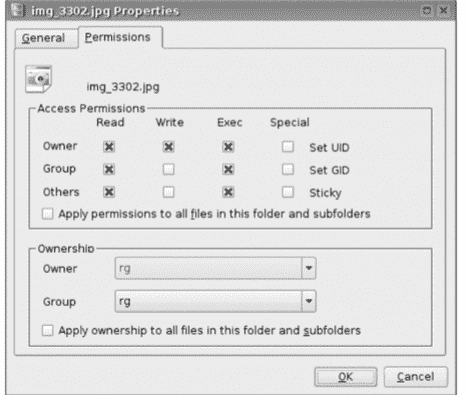 img_3302.jpg Properties
General Permissions
img_3302.jpg
Access Permissions
Read Write Exec Special
Owner Set UID
Group Set GID
Others Sticky
Apply permissions to all files in this folder and subfolders
Ownership
Owner rg
Group rg
Apply ownership to all files in this folder and subfolders
OK Cancel